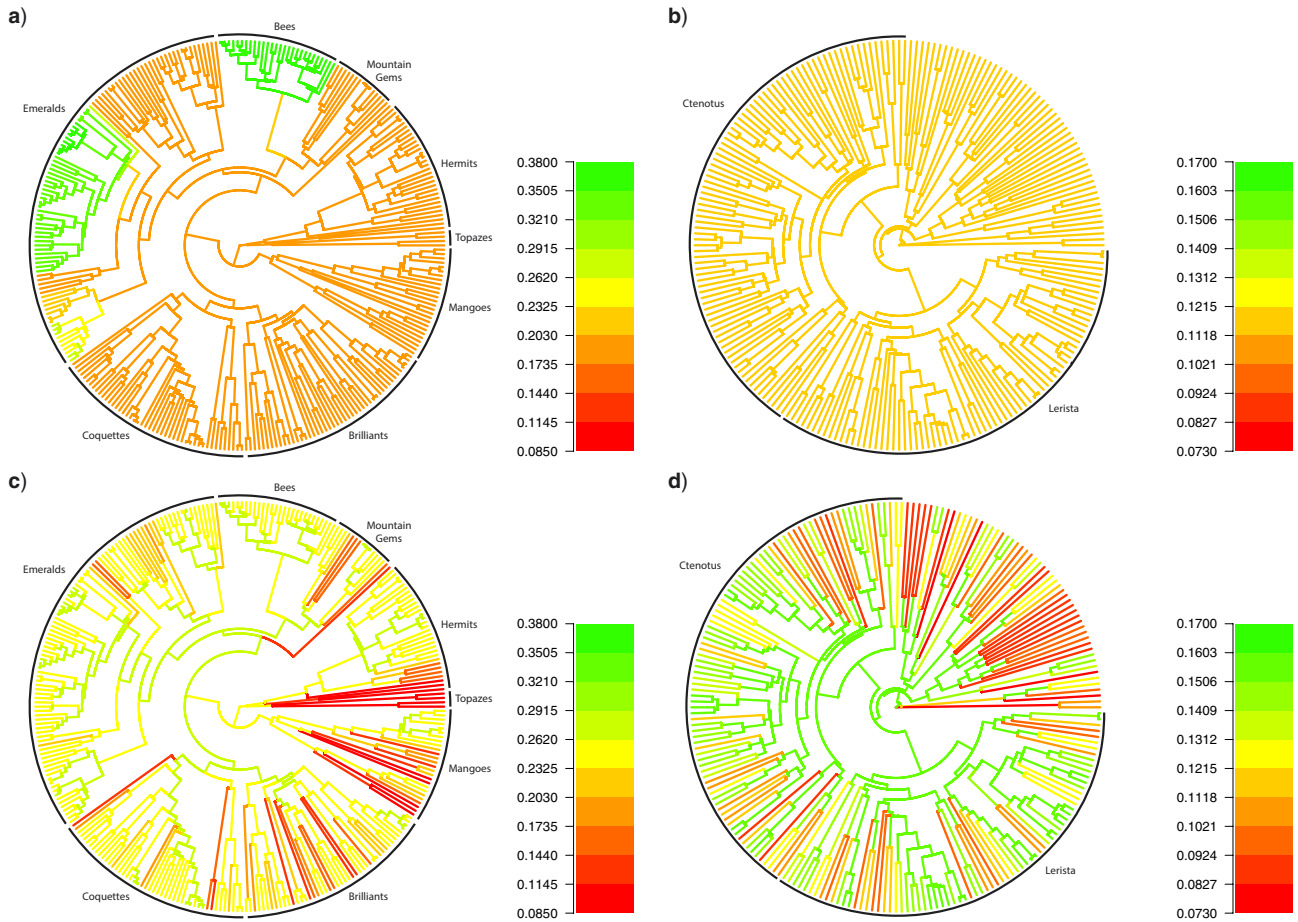 a)
Bees
Mountain
Gems
Emeralds
Hermits
Topazes
Mangoes
Coquettes
Brilliants
0.3800
0.3505
0.3210
0.2915
0.2620
0.2325
0.2030
0.1735
0.1440
0.1145
0.0850
b)
Ctenotus
Lerista
0.1700
0.1603
0.1506
0.1409
0.1312
0.1215
0.1118
0.1021
0.0924
0.0827
0.0730
c)
Bees
Mountain
Gems
Emeralds
Hermits
Topazes
Mangoes
Coquettes
Brilliants
0.3800
0.3505
0.3210
0.2915
0.2620
0.2325
0.2030
0.1735
0.1440
0.1145
0.0850
d)
Ctenotus
Lerista
0.1700
0.1603
0.1506
0.1409
0.1312
0.1215
0.1118
0.1021
0.0924
0.0827
0.0730